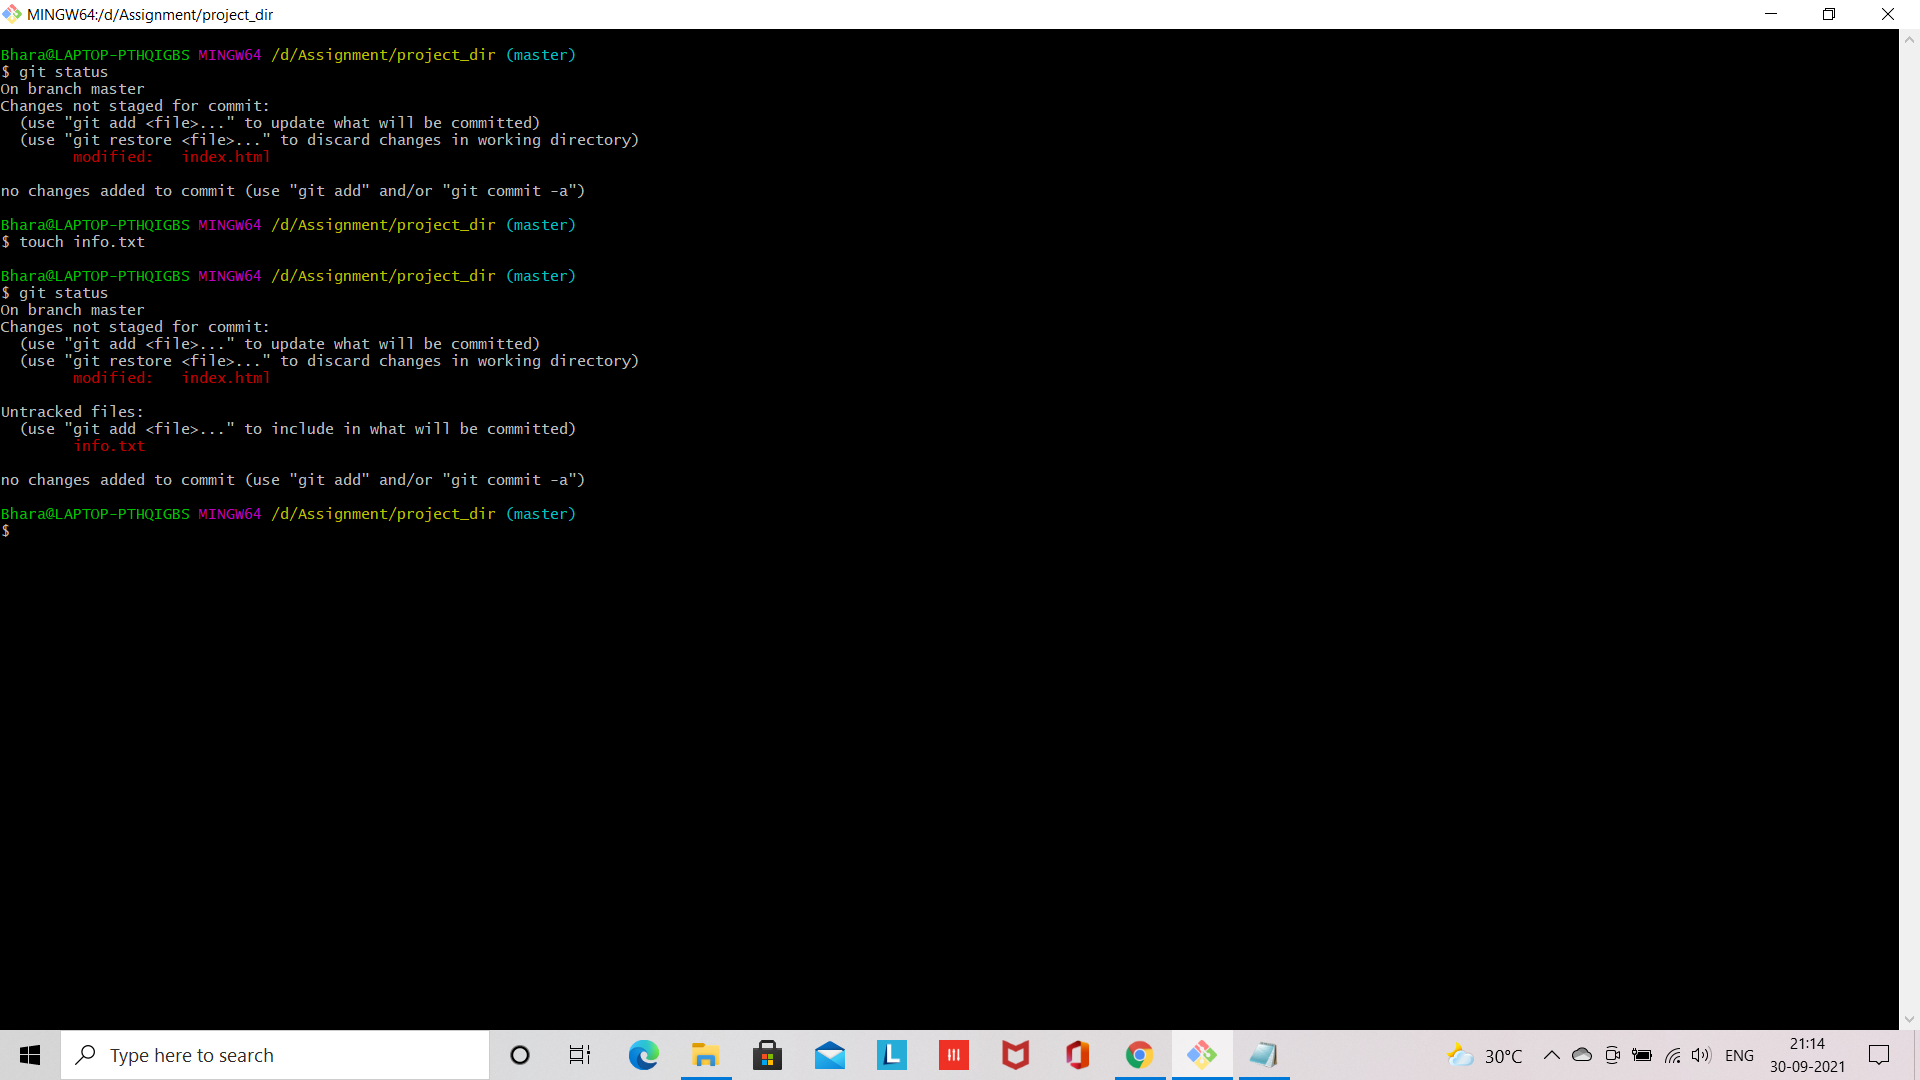 MINGW64:/d/Assignment/project_dir
Bhara@LAPTOP-PTHQIGBS MINGW64 /d/Assignment/project_dir (master)
$ git status
On branch master
Changes not staged for commit:
  (use "git add <file>..." to update what will be committed)
  (use "git restore <file>..." to discard changes in working directory)
        modified:   index.html
no changes added to commit (use "git add" and/or "git commit -a")
Bhara@LAPTOP-PTHQIGBS MINGW64 /d/Assignment/project_dir (master)
$ touch info.txt
Bhara@LAPTOP-PTHQIGBS MINGW64 /d/Assignment/project_dir (master)
$ git status
On branch master
Changes not staged for commit:
  (use "git add <file>..." to update what will be committed)
  (use "git restore <file>..." to discard changes in working directory)
        modified:   index.html
Untracked files:
  (use "git add <file>..." to include in what will be committed)
        info.txt
no changes added to commit (use "git add" and/or "git commit -a")
Bhara@LAPTOP-PTHQIGBS MINGW64 /d/Assignment/project_dir (master)
$
Type here to search
L
30°C
ENG
21:14
30-09-2021